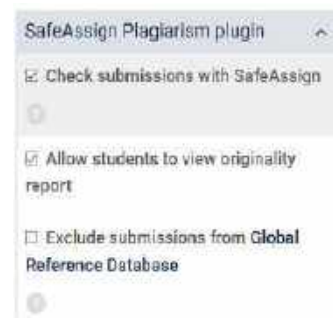 SafeAssign Plagiarism plugin
Check submissions with SafeAssign
Allow students to view originality
report
Exclude submissions from Global
Reference Database